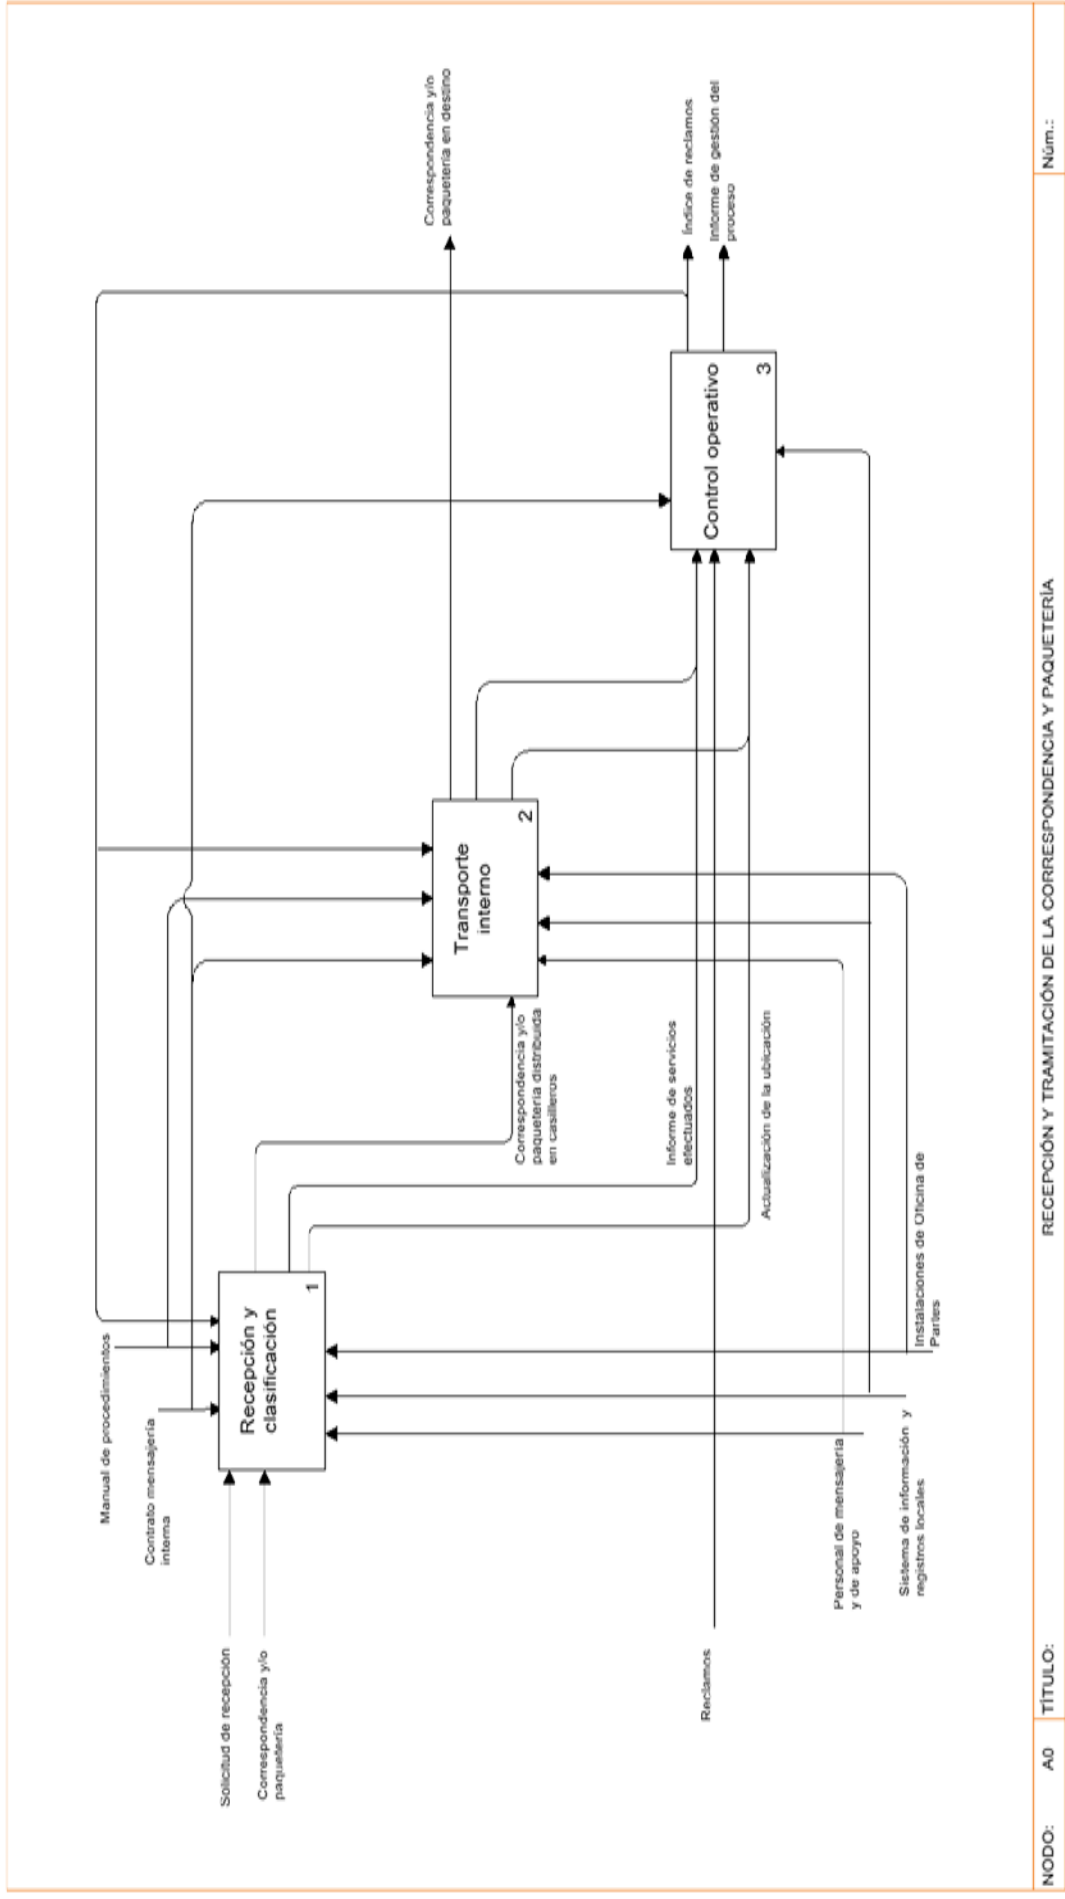 Manual de procedimientos
Contrato mensajería
interna
Solicitud de recepción
Correspondencia y/o
paquetería
Recepción y
clasificación
1
Correspondencia y/o
paquetería distribuida
en casilleros
Transporte
interno
2
Correspondencia y/o
paquetería en destino
Informe de servicios
efectuados
Actualización de la ubicación
Reclamos
Control operativo
3
Índice de reclamos
Informe de gestión del
proceso
Personal de mensajería
y de apoyo
Sistema de información y
registros locales
Instalaciones de Oficina de
Partes
NODO: A0
TÍTULO: RECEPCIÓN Y TRAMITACIÓN DE LA CORRESPONDENCIA Y PAQUETERÍA
Núm.: